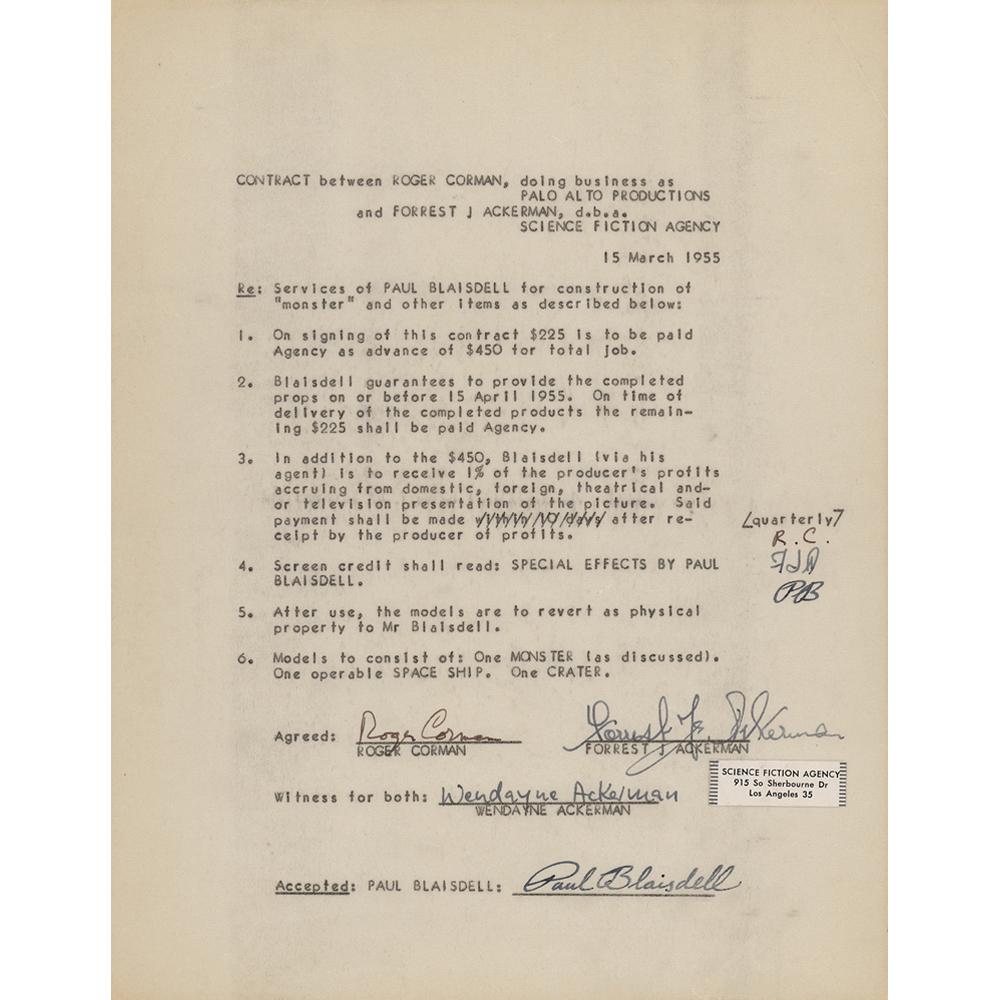 CONTRACT between ROGER CORMAN, doing business as
PALO ALTO PRODUCTIONS
and FORREST J ACKERMAN, d.b.a.
SCIENCE FICTION AGENCY
15 March 1955
Re: Services of PAUL BLAISDELL for construction of
"monster" and other items as described below:
1. On signing of this contract $225 is to be paid
Agency as advance of $450 for total job.
2. Blaisdell guarantees to provide the completed
props on or before 15 April 1955. On time of
delivery of the completed products the remain-
ing $225 shall be paid Agency.
3. In addition to the $450, Blaisdell (via his
agent) is to receive 1% of the producer's profits
accruing from domestic, foreign, theatrical and-
or television presentation of the picture. Said
payment shall be made within 10 days after re-
ceipt by the producer of profits.
quarterly
R.C.
FJA
PB
4. Screen credit shall read: SPECIAL EFFECTS BY PAUL
BLAISDELL.
5. After use, the models are to revert as physical
property to Mr Blaisdell.
6. Models to consist of: One MONSTER (as discussed).
One operable SPACE SHIP. One CRATER.
Agreed: Roger Corman Forrest J. Ackerman
ROGER CORMAN FORREST J ACKERMAN
SCIENCE FICTION AGENCY
915 So Sherbourne Dr
Los Angeles 35
Witness for both: Wendayne Ackerman
WENDAYNE ACKERMAN
Accepted: PAUL BLAISDELL: Paul Blaisdell